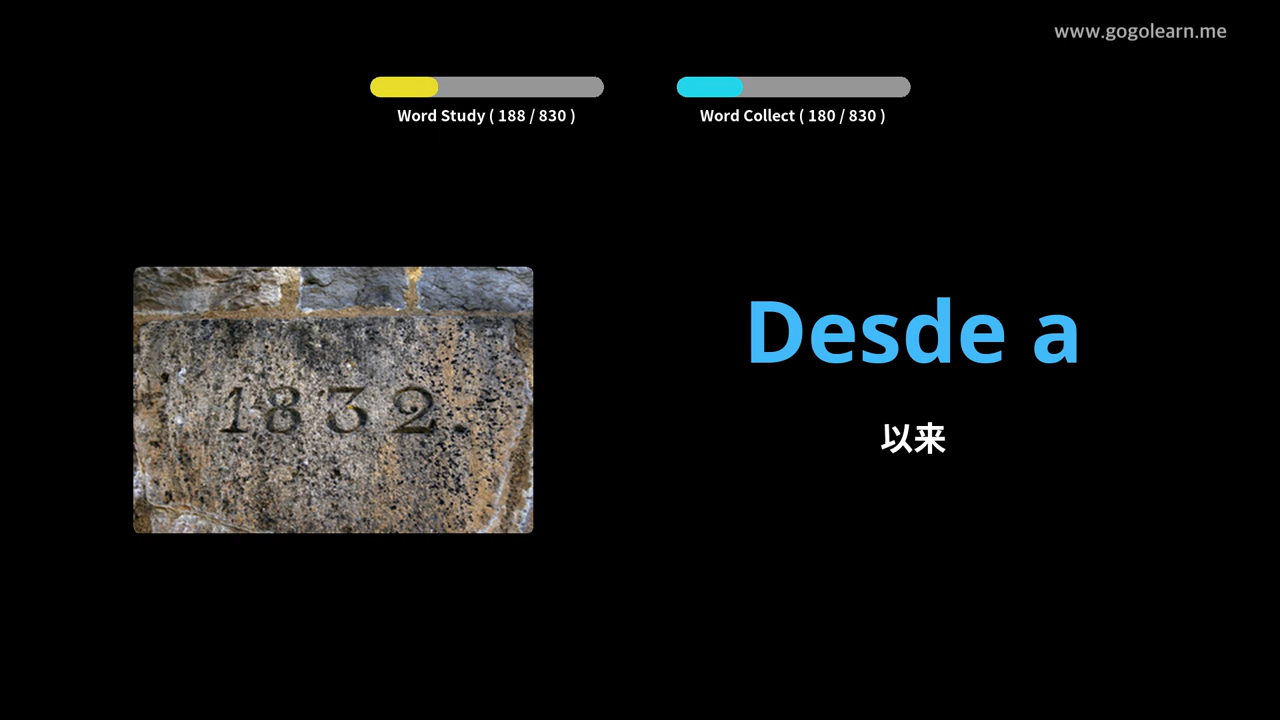 www.gogolearn.me
Word Study ( 188 / 830 )
Word Collect ( 180 / 830 )
1832.
Desde a
以来